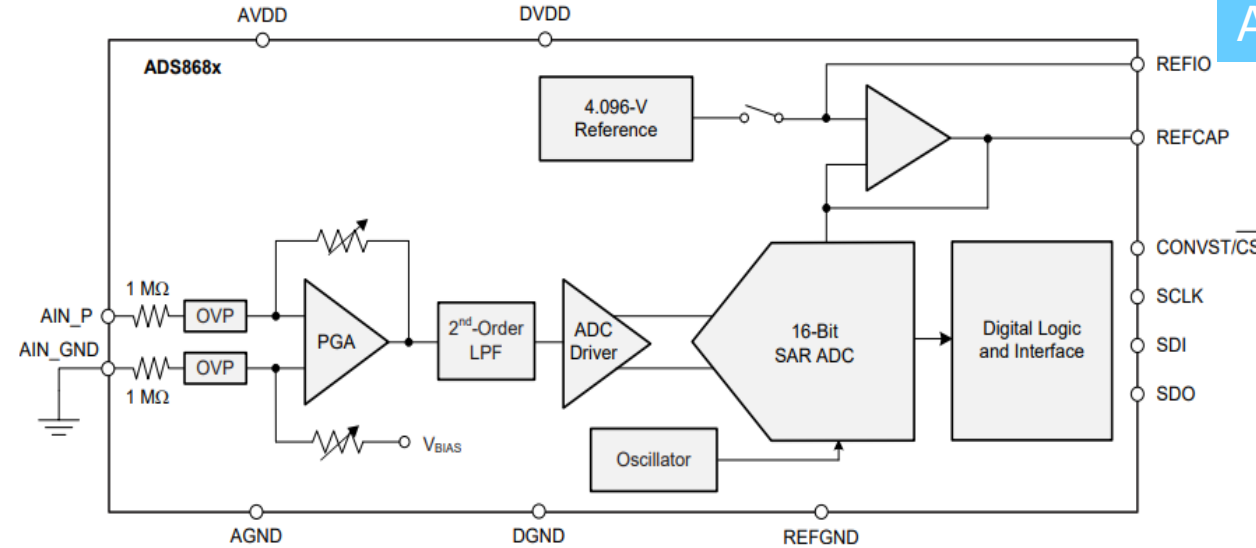 AVDD
DVDD
A
ADS868x
REFIO
4.096-V
Reference
REFCAP
CONVST/CS
1 MΩ
OVP
AIN_P
SCLK
2nd-Order
LPF
ADC
Driver
16-Bit
SAR ADC
Digital Logic
and Interface
PGA
AIN_GND
OVP
SDI
1 MΩ
SDO
VBIAS
Oscillator
AGND
DGND
REFGND